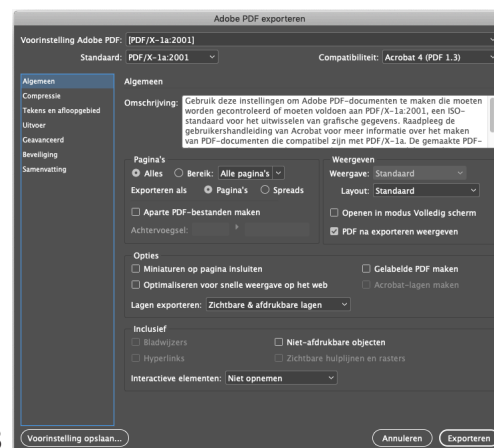 Adobe PDF exporteren
Voorinstelling Adobe PDF: [PDF/X-1a:2001]
Standaard: PDF/X-1a:2001 Compatibiliteit: Acrobat 4 (PDF 1.3)
Algemeen
Compressie
Tekens en afloopgebied
Uitvoer
Geavanceerd
Beveiliging
Samenvatting
Algemeen
Omschrijving: Gebruik deze instellingen om Adobe PDF-documenten te maken die moeten
worden gecontroleerd of moeten voldoen aan PDF/X-1a:2001, een ISO-
standaard voor het uitwisselen van grafische gegevens. Raadpleeg de
gebruikershandleiding van Acrobat voor meer informatie over het maken
van PDF-documenten die compatibel zijn met PDF/X-1a. De gemaakte PDF-
Pagina's
Alles Bereik: Alle pagina's
Exporteren als Pagina's Spreads
Aparte PDF-bestanden maken
Achtervoegsel:
Weergeven
Weergave: Standaard
Layout: Standaard
Openen in modus Volledig scherm
PDF na exporteren weergeven
Opties
Miniaturen op pagina insluiten Gelabelde PDF maken
Optimaliseren voor snelle weergave op het web Acrobat-lagen maken
Lagen exporteren: Zichtbare & afdrukbare lagen
Inclusief
Bladwijzers Niet-afdrukbare objecten
Hyperlinks Zichtbare hulplijnen en rasters
Interactieve elementen: Niet opnemen
Voorinstelling opslaan... Annuleren Exporteren